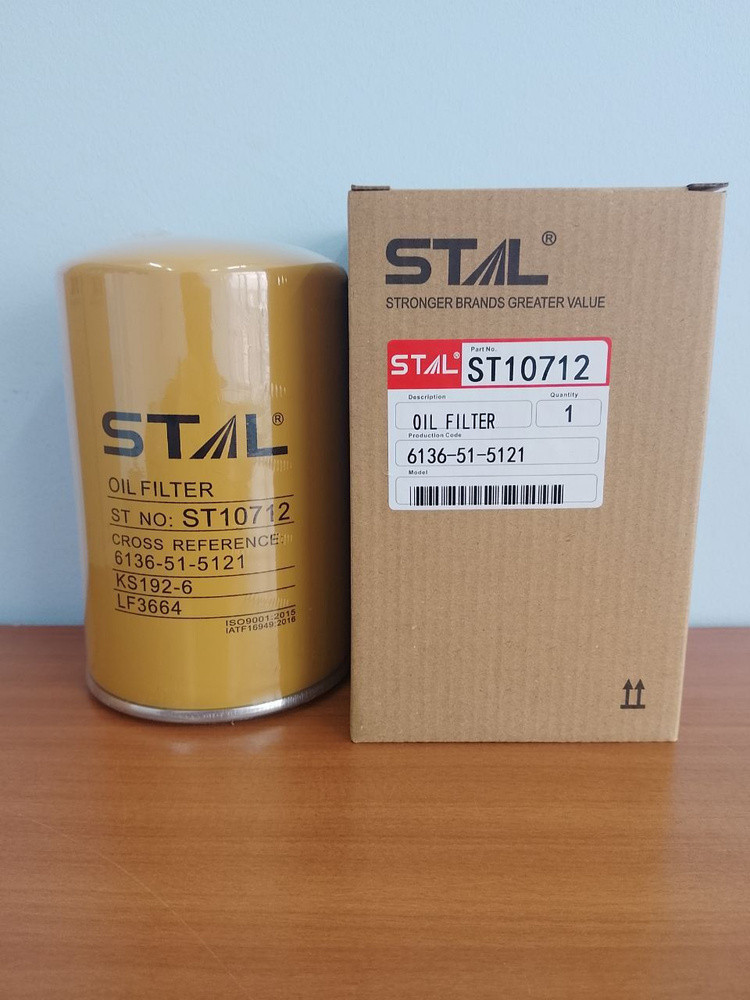 STAL®
OIL FILTER
ST NO: ST10712
CROSS REFERENCE:
6136-51-5121
KS192-6
LF3664
ISO9001:2015
IATF16949:2016
STAL®
STRONGER BRANDS GREATER VALUE
STAL®
Part No.
ST10712
Description
Quantity
OIL FILTER
1
Production Code
6136-51-5121
Model